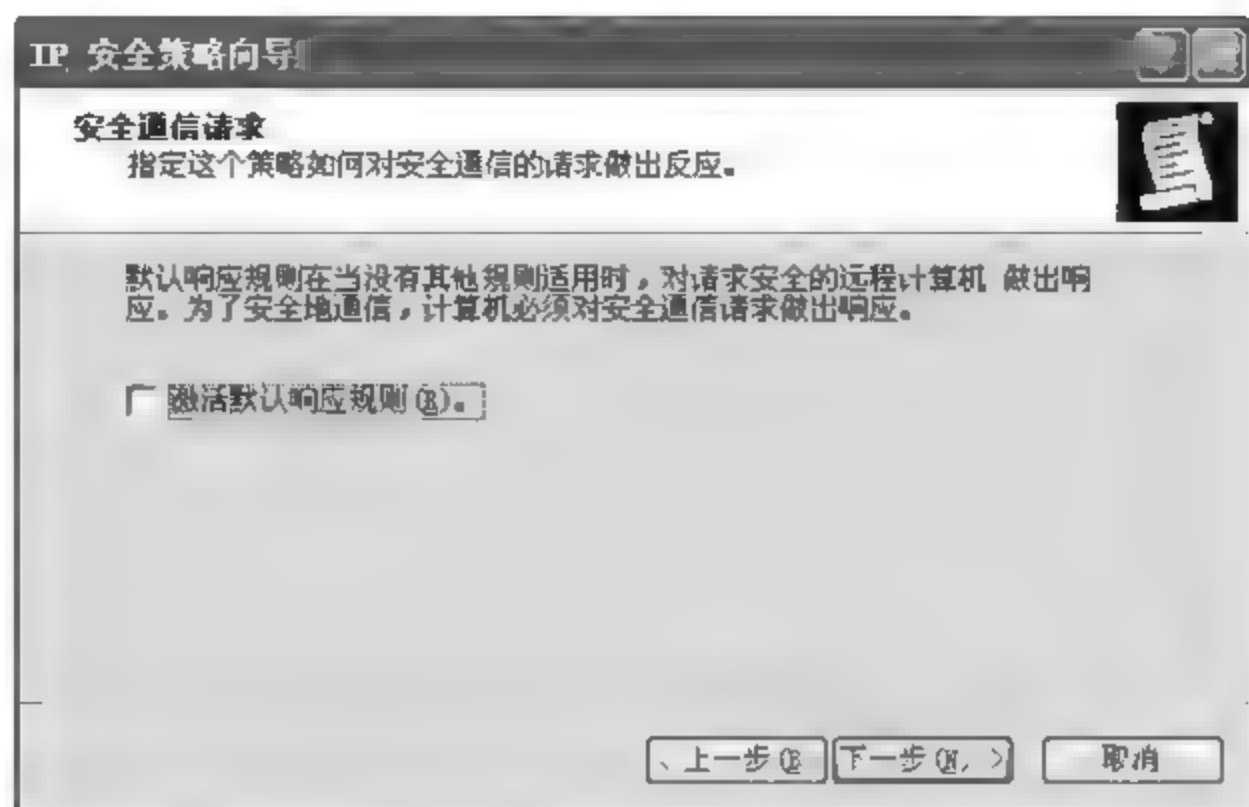 IP 安全策略向导
安全通信请求
指定这个策略如何对安全通信的请求做出反应。
默认响应规则在当没有其他规则适用时，对请求安全的远程计算机 做出响
应。为了安全地通信，计算机必须对安全通信请求做出响应。
激活默认响应规则(R)。
上一步(B
下一步(N, >
取消